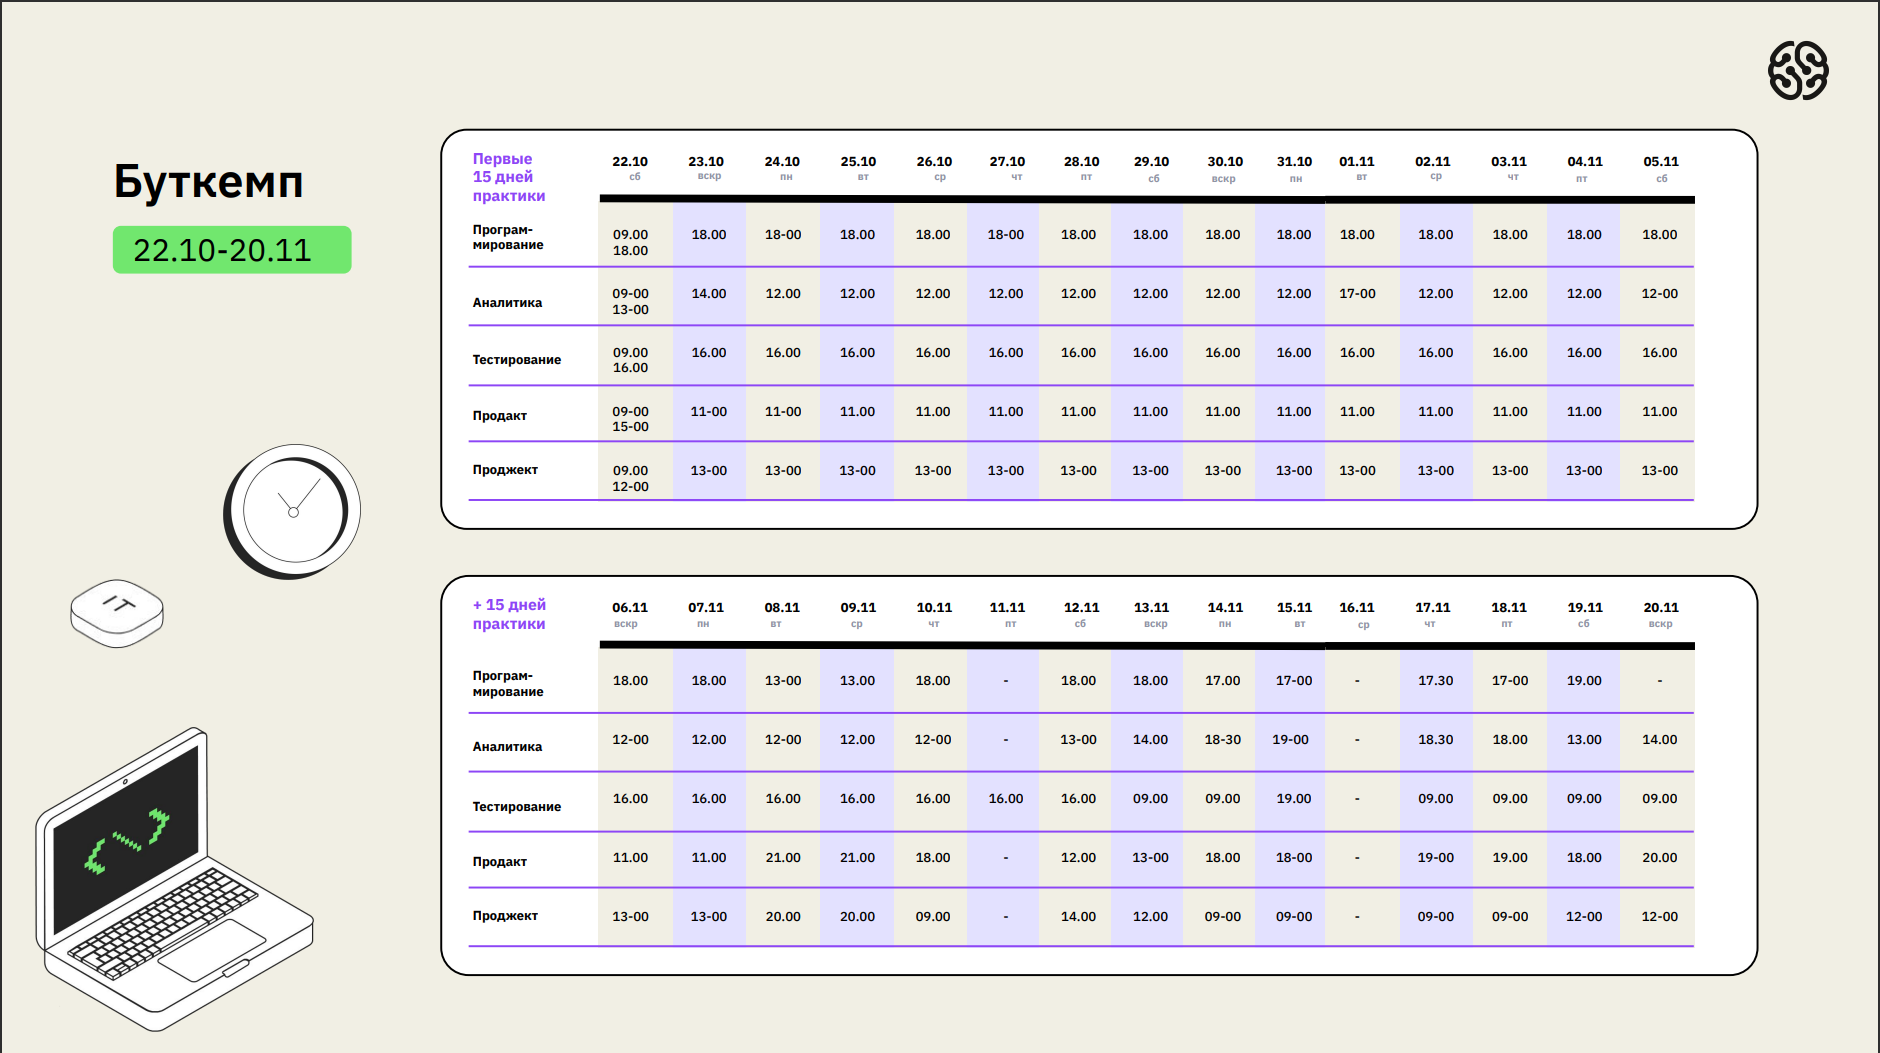 Буткемп
22.10-20.11
IT
Первые
15 дней
практики
22.10 23.10 24.10 25.10 26.10 27.10 28.10 29.10 30.10 31.10 01.11 02.11 03.11 04.11 05.11
сб вскр пн вт ср чт пт сб вскр пн вт ср чт пт сб
Програм-
мирование
09.00 18.00 18-00 18.00 18.00 18-00 18.00 18.00 18.00 18.00 18.00 18.00 18.00 18.00 18.00
18.00
Аналитика
09-00 14.00 12.00 12.00 12.00 12.00 12.00 12.00 12.00 12.00 17-00 12.00 12.00 12.00 12-00
13-00
Тестирование
09.00 16.00 16.00 16.00 16.00 16.00 16.00 16.00 16.00 16.00 16.00 16.00 16.00 16.00 16.00
16.00
Продакт
09-00 11-00 11-00 11.00 11.00 11.00 11.00 11.00 11.00 11.00 11.00 11.00 11.00 11.00 11.00
15-00
Проджект
09.00 13-00 13-00 13-00 13-00 13-00 13-00 13-00 13-00 13-00 13-00 13-00 13-00 13-00 13-00
12-00
+ 15 дней
практики
06.11 07.11 08.11 09.11 10.11 11.11 12.11 13.11 14.11 15.11 16.11 17.11 18.11 19.11 20.11
вскр пн вт ср чт пт сб вскр пн вт ср чт пт сб вскр
Програм-
мирование
18.00 18.00 13-00 13.00 18.00 - 18.00 18.00 17.00 17-00 - 17.30 17-00 19.00 -
Аналитика
12-00 12.00 12-00 12.00 12-00 - 13-00 14.00 18-30 19-00 - 18.30 18.00 13.00 14.00
Тестирование
16.00 16.00 16.00 16.00 16.00 16.00 16.00 09.00 09.00 19.00 - 09.00 09.00 09.00 09.00
Продакт
11.00 11.00 21.00 21.00 18.00 - 12.00 13-00 18.00 18-00 - 19-00 19.00 18.00 20.00
Проджект
13-00 13-00 20.00 20.00 09.00 - 14.00 12.00 09-00 09-00 - 09-00 09-00 12-00 12-00